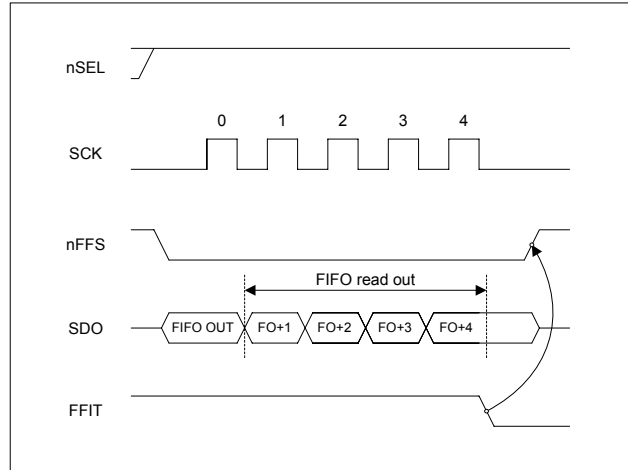 nSEL
0 1 2 3 4
SCK
nFFS
FIFO read out
SDO FIFO OUT FO+1 FO+2 FO+3 FO+4
FFIT